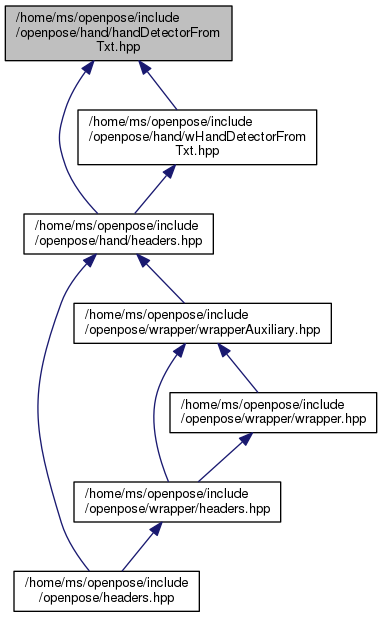 /home/ms/openpose/include
/openpose/hand/handDetectorFrom
Txt.hpp
/home/ms/openpose/include
/openpose/hand/wHandDetectorFrom
Txt.hpp
/home/ms/openpose/include
/openpose/hand/headers.hpp
/home/ms/openpose/include
/openpose/wrapper/wrapperAuxiliary.hpp
/home/ms/openpose/include
/openpose/wrapper/wrapper.hpp
/home/ms/openpose/include
/openpose/wrapper/headers.hpp
/home/ms/openpose/include
/openpose/headers.hpp